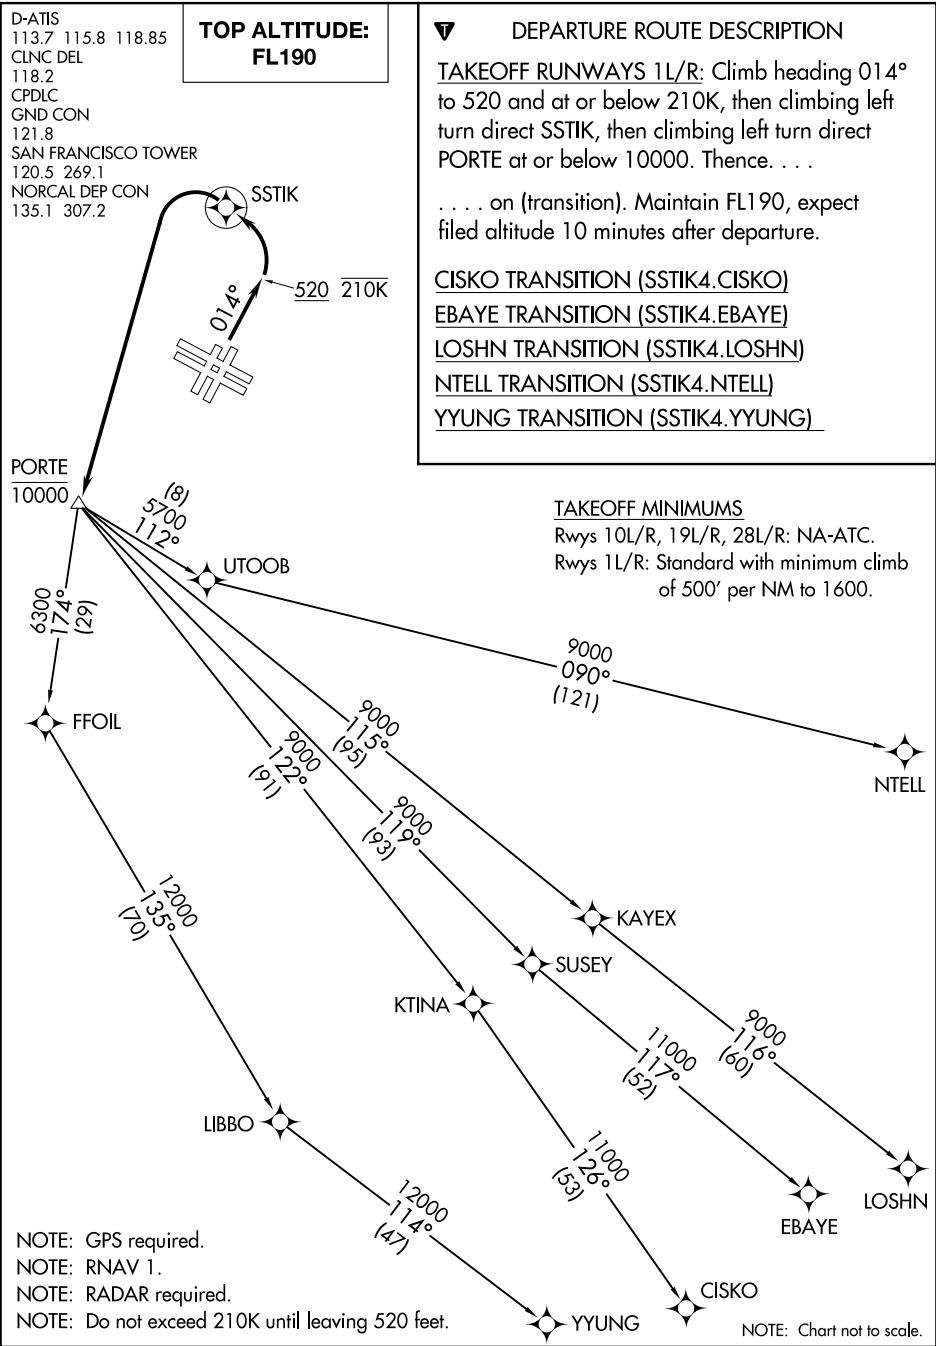 D-ATIS
113.7 115.8 118.85
CLNC DEL
118.2
CPDLC
GND CON
121.8
SAN FRANCISCO TOWER
120.5 269.1
NORCAL DEP CON
135.1 307.2
TOP ALTITUDE:
FL190
T
DEPARTURE ROUTE DESCRIPTION
TAKEOFF RUNWAYS 1L/R: Climb heading 014°
to 520 and at or below 210K, then climbing left
turn direct SSTIK, then climbing left turn direct
PORTE at or below 10000. Thence. . . .
. . . . on (transition). Maintain FL190, expect
filed altitude 10 minutes after departure.
CISKO TRANSITION (SSTIK4.CISKO)
EBAYE TRANSITION (SSTIK4.EBAYE)
LOSHN TRANSITION (SSTIK4.LOSHN)
NTELL TRANSITION (SSTIK4.NTELL)
YYUNG TRANSITION (SSTIK4.YYUNG)
SSTIK
520 210K
014°
PORTE
10000
(8)
5700
112°
UTOOB
TAKEOFF MINIMUMS
Rwys 10L/R, 19L/R, 28L/R: NA-ATC.
Rwys 1L/R: Standard with minimum climb
of 500′ per NM to 1600.
6300
174°
(29)
FFOIL
9000
090°
(121)
NTELL
9000
115°
(95)
9000
122°
(91)
9000
119°
(93)
12000
135°
(70)
KAYEX
SUSEY
KTINA
9000
116°
(60)
11000
117°
(52)
LIBBO
11000
126°
(53)
12000
114°
(47)
LOSHN
EBAYE
CISKO
YYUNG
NOTE: GPS required.
NOTE: RNAV 1.
NOTE: RADAR required.
NOTE: Do not exceed 210K until leaving 520 feet.
NOTE: Chart not to scale.